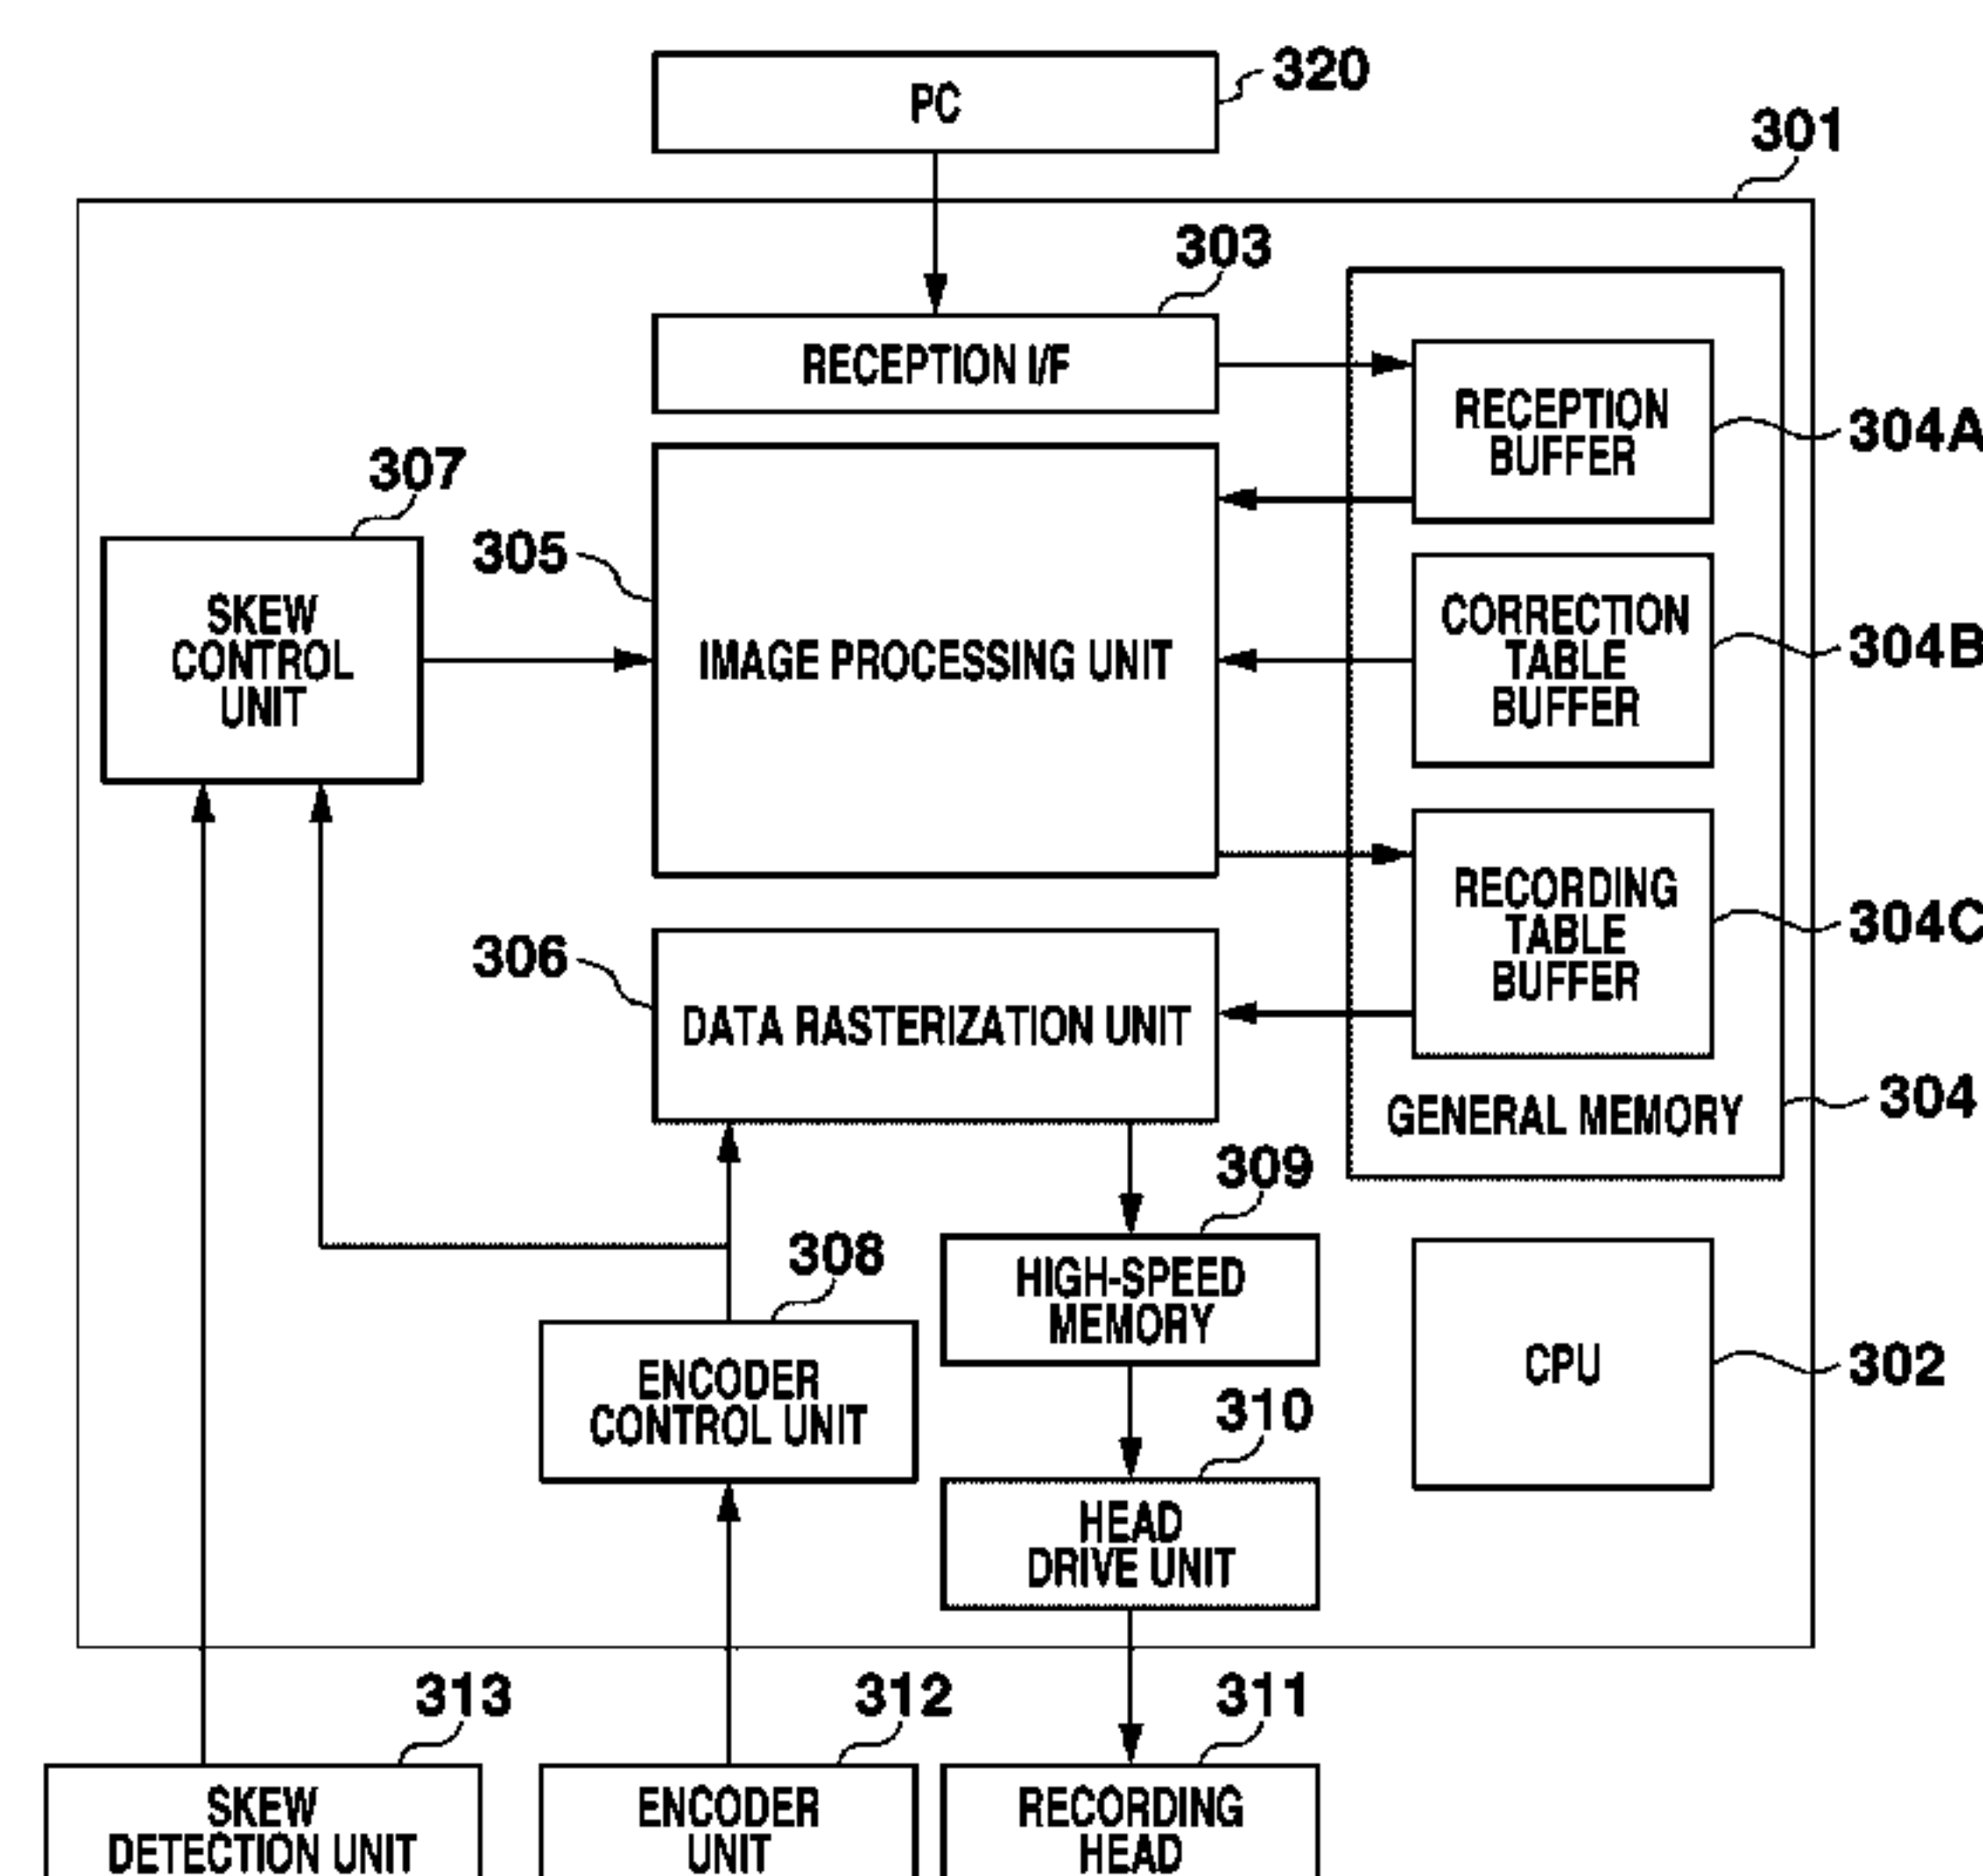 PC
320
301
303
RECEPTION I/F
RECEPTION
BUFFER
304A
307
305
SKEW
CONTROL
UNIT
IMAGE PROCESSING UNIT
CORRECTION
TABLE
BUFFER
304B
RECORDING
TABLE
BUFFER
304C
306
DATA RASTERIZATION UNIT
GENERAL MEMORY
304
309
308
HIGH-SPEED
MEMORY
ENCODER
CONTROL UNIT
CPU
302
310
HEAD
DRIVE UNIT
313
312
311
SKEW
DETECTION UNIT
ENCODER
UNIT
RECORDING
HEAD